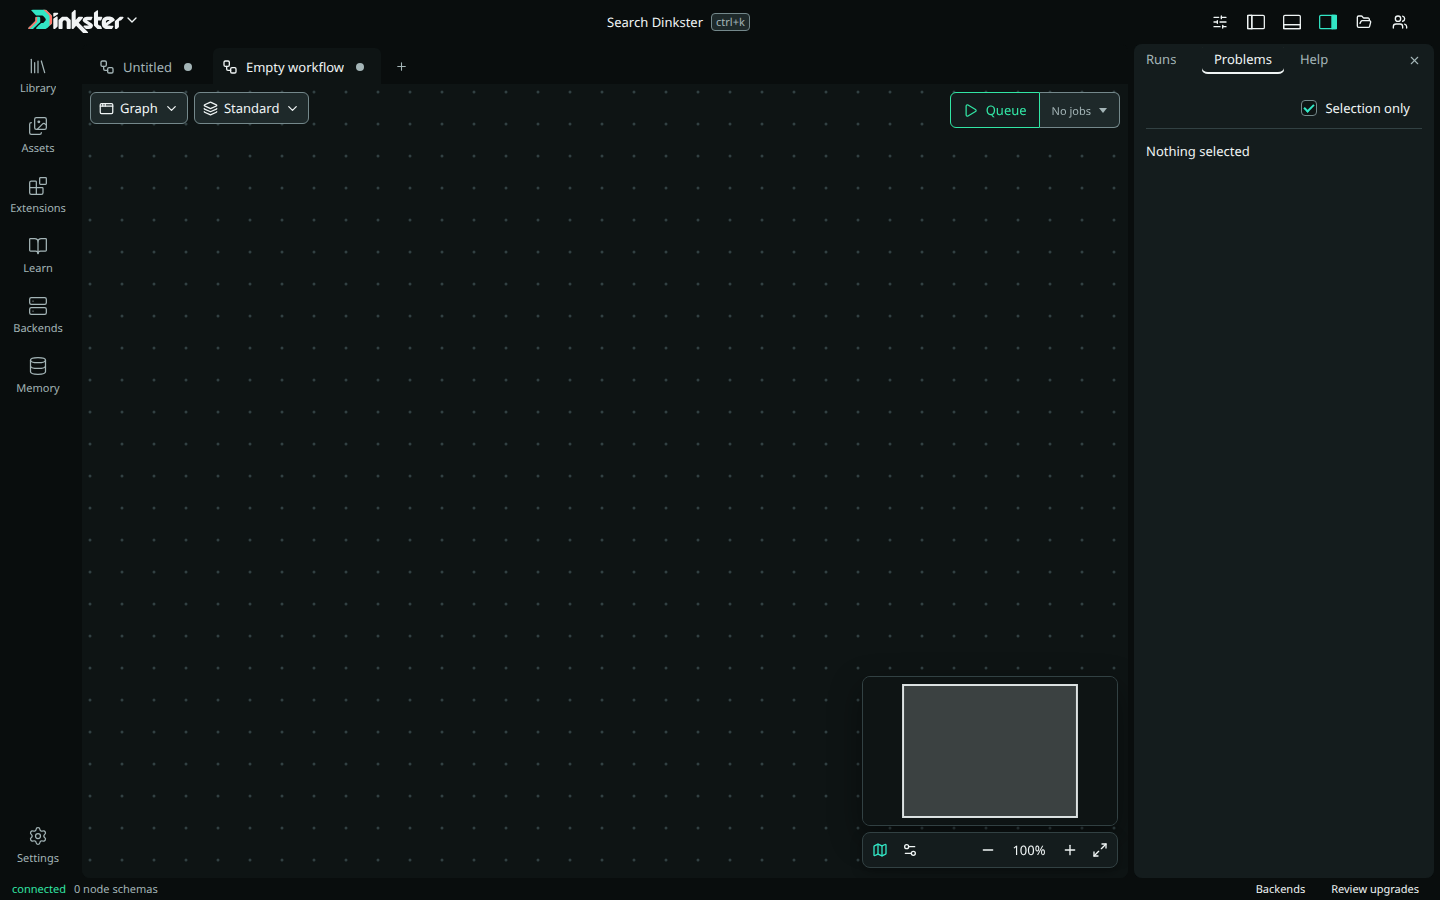 Dinkster
Search Dinkster ctrl+k
Library
Assets
Extensions
Learn
Backends
Memory
Settings
Untitled
Empty workflow
Graph
Standard
Queue
No jobs
100%
Runs
Problems
Help
Selection only
Nothing selected
connected
0 node schemas
Backends
Review upgrades